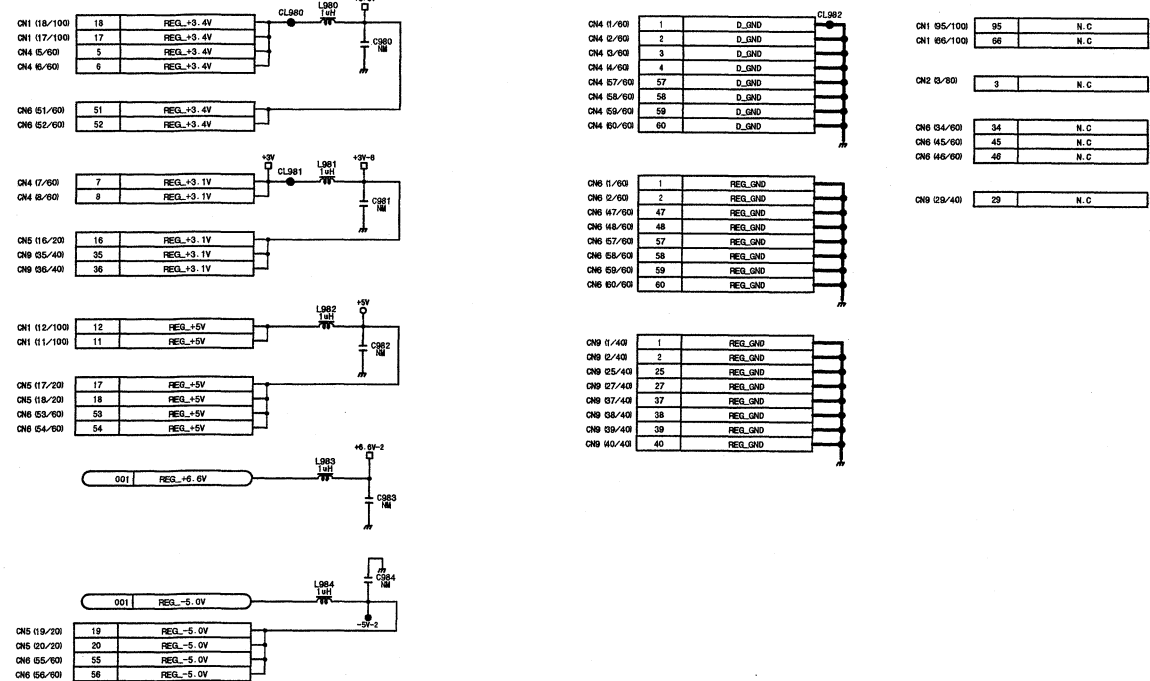 CL980
L980
1uH
CN1 (18/100) 18 REG_+3.4V
CN1 (17/100) 17 REG_+3.4V
CN4 (5/60) 5 REG_+3.4V
CN4 (6/60) 6 REG_+3.4V
C980
NM
CN6 (51/60) 51 REG_+3.4V
CN6 (52/60) 52 REG_+3.4V
+3V
CL981
L981
1uH
+3V-6
CN4 (7/60) 7 REG_+3.1V
CN4 (8/60) 8 REG_+3.1V
C981
NM
CN5 (16/20) 16 REG_+3.1V
CN9 (35/40) 35 REG_+3.1V
CN9 (36/40) 36 REG_+3.1V
L982
1uH
+5V
CN1 (12/100) 12 REG_+5V
CN1 (11/100) 11 REG_+5V
C982
NM
CN5 (17/20) 17 REG_+5V
CN5 (18/20) 18 REG_+5V
CN6 (53/60) 53 REG_+5V
CN6 (54/60) 54 REG_+5V
+6.6V-2
L983
1uH
001 REG_+6.6V
C983
NM
C984
NM
L984
1uH
001 REG_-5.0V
-5V-2
CN5 (19/20) 19 REG_-5.0V
CN5 (20/20) 20 REG_-5.0V
CN6 (55/60) 55 REG_-5.0V
CN6 (56/60) 56 REG_-5.0V
CL982
CN4 (1/60) 1 D_GND
CN4 (2/60) 2 D_GND
CN4 (3/60) 3 D_GND
CN4 (4/60) 4 D_GND
CN4 (57/60) 57 D_GND
CN4 (58/60) 58 D_GND
CN4 (59/60) 59 D_GND
CN4 (60/60) 60 D_GND
CN6 (1/60) 1 REG_GND
CN6 (2/60) 2 REG_GND
CN6 (47/60) 47 REG_GND
CN6 (48/60) 48 REG_GND
CN6 (57/60) 57 REG_GND
CN6 (58/60) 58 REG_GND
CN6 (59/60) 59 REG_GND
CN6 (60/60) 60 REG_GND
CN9 (1/40) 1 REG_GND
CN9 (2/40) 2 REG_GND
CN9 (25/40) 25 REG_GND
CN9 (27/40) 27 REG_GND
CN9 (37/40) 37 REG_GND
CN9 (38/40) 38 REG_GND
CN9 (39/40) 39 REG_GND
CN9 (40/40) 40 REG_GND
CN1 (95/100) 95 N.C
CN1 (66/100) 66 N.C
CN2 (3/80) 3 N.C
CN6 (34/60) 34 N.C
CN6 (45/60) 45 N.C
CN6 (46/60) 46 N.C
CN9 (29/40) 29 N.C